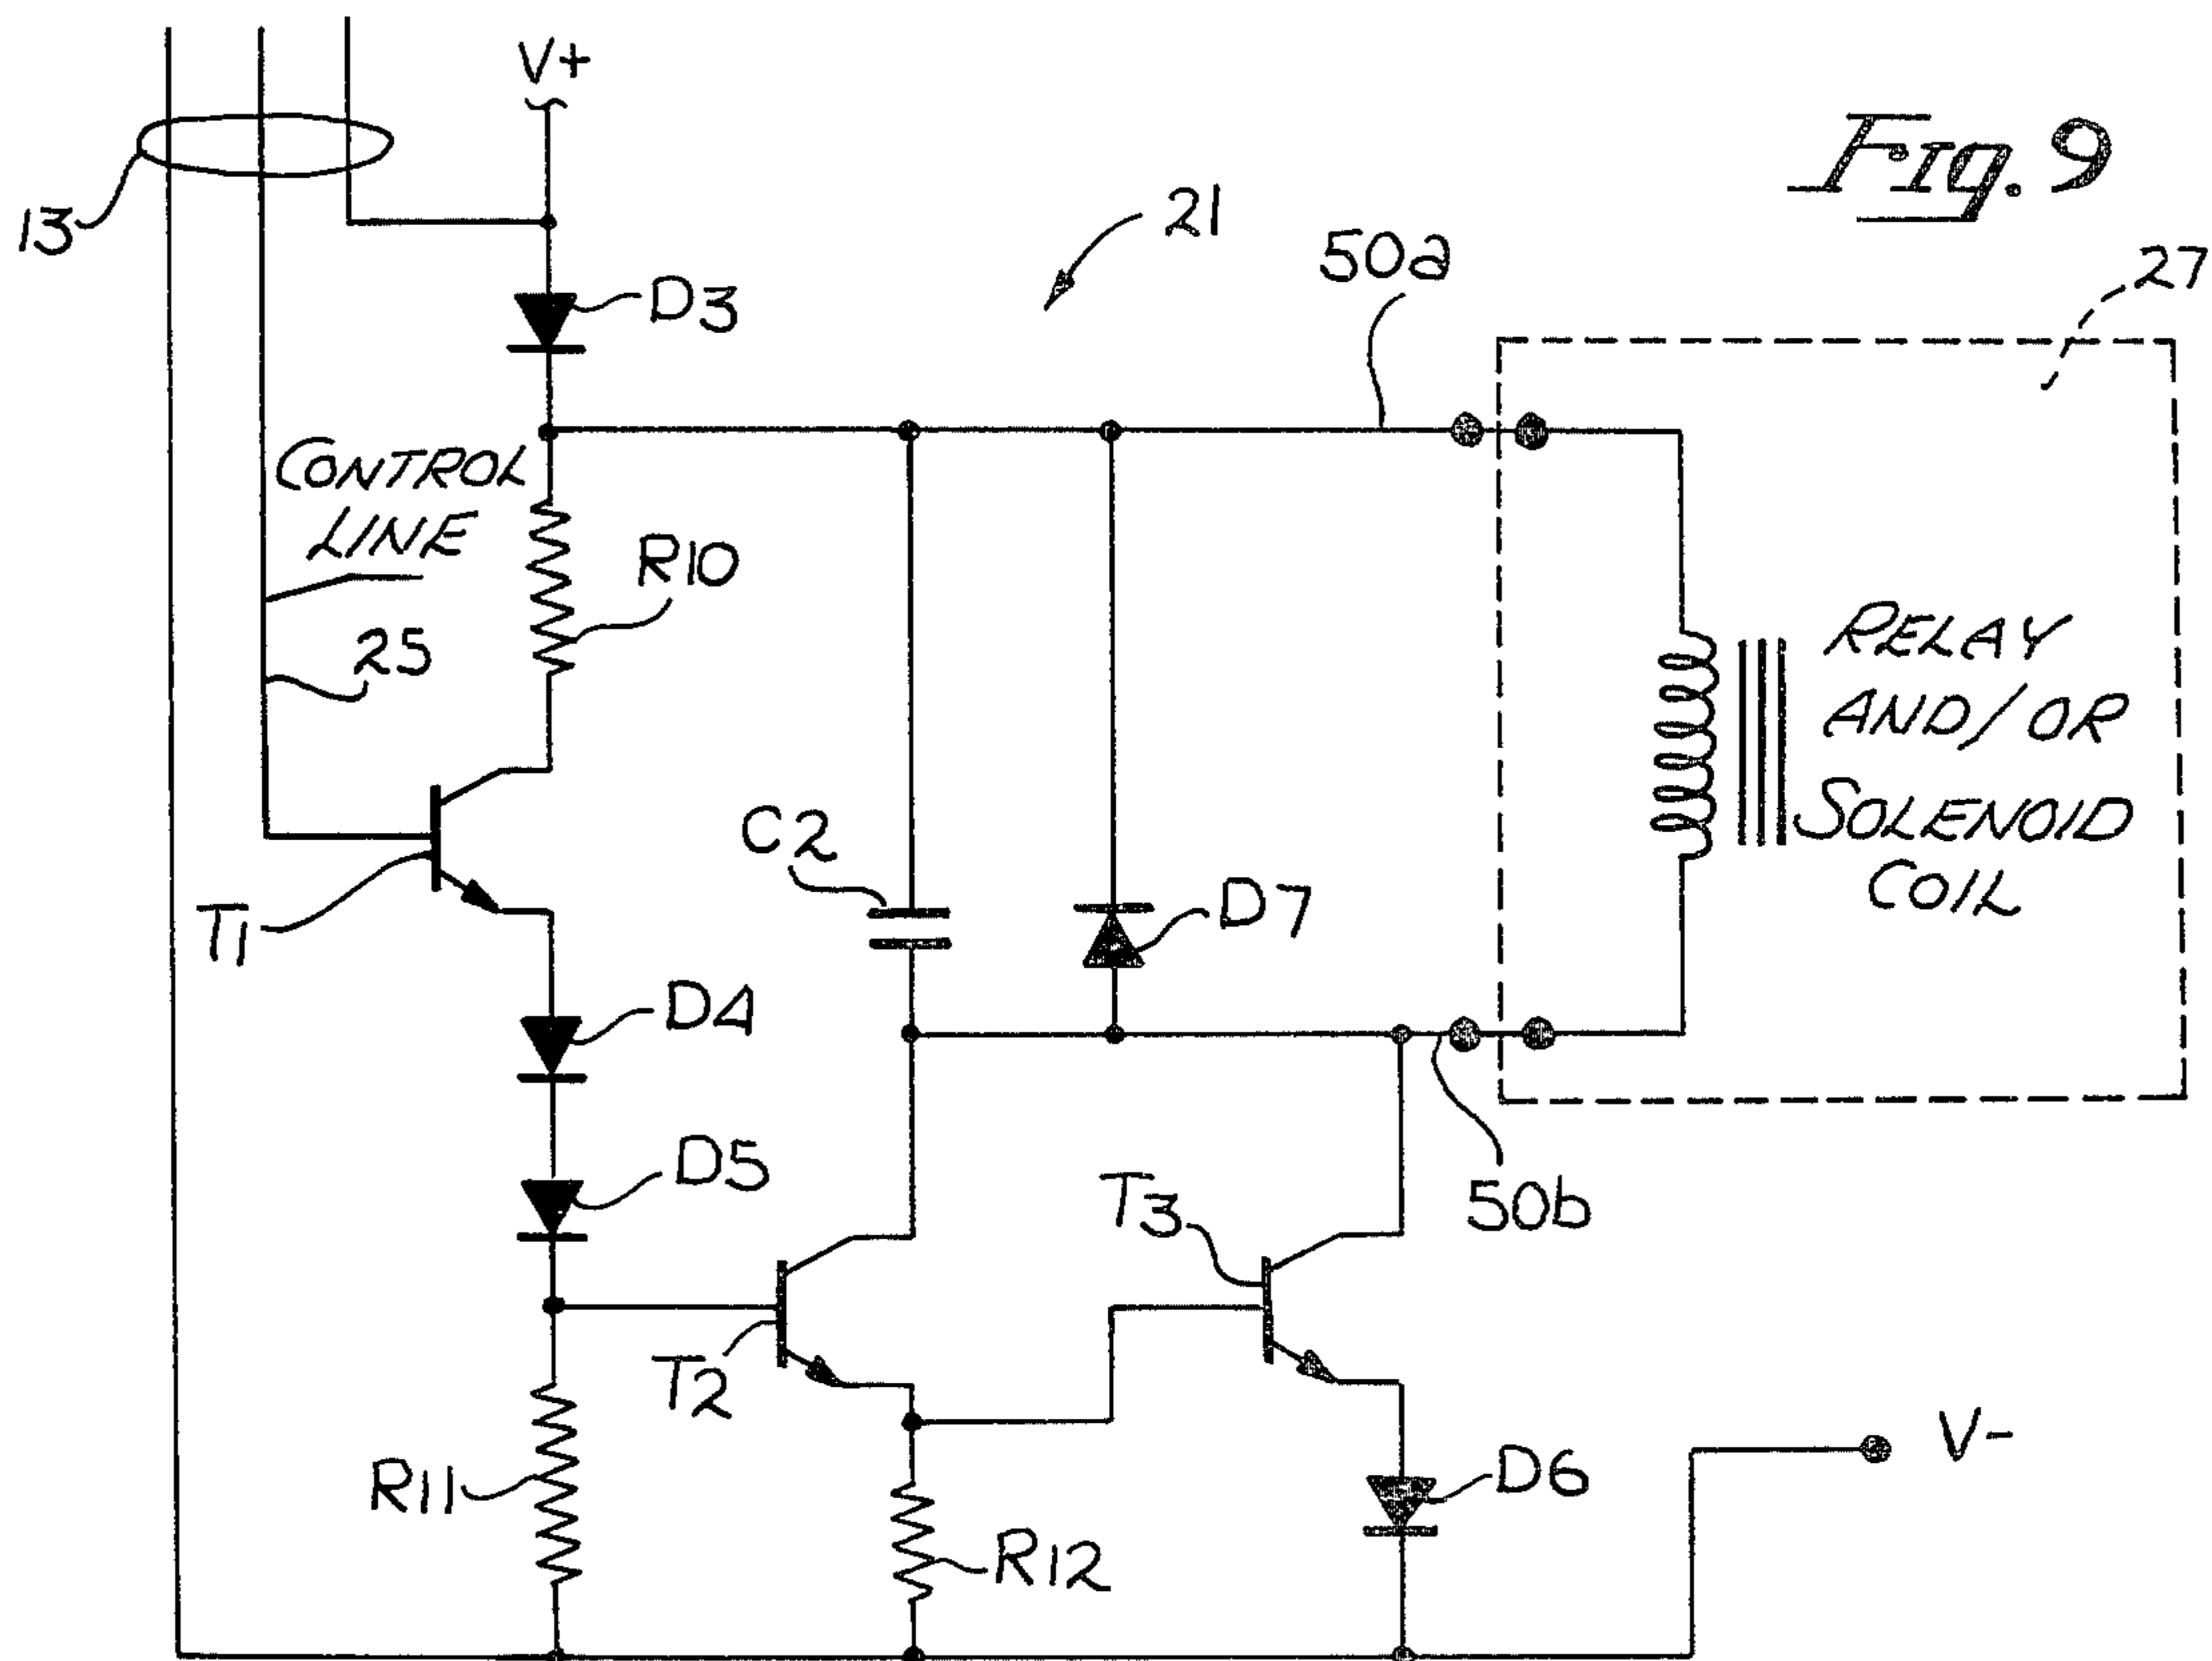 V+
Fig. 9
13
21
50a
27
D3
CONTROL
LINE
R10
25
RELAY
AND/OR
SOLENOID
COIL
C2
D7
T1
D4
D5
T3
50b
T2
V-
R11
D6
R12